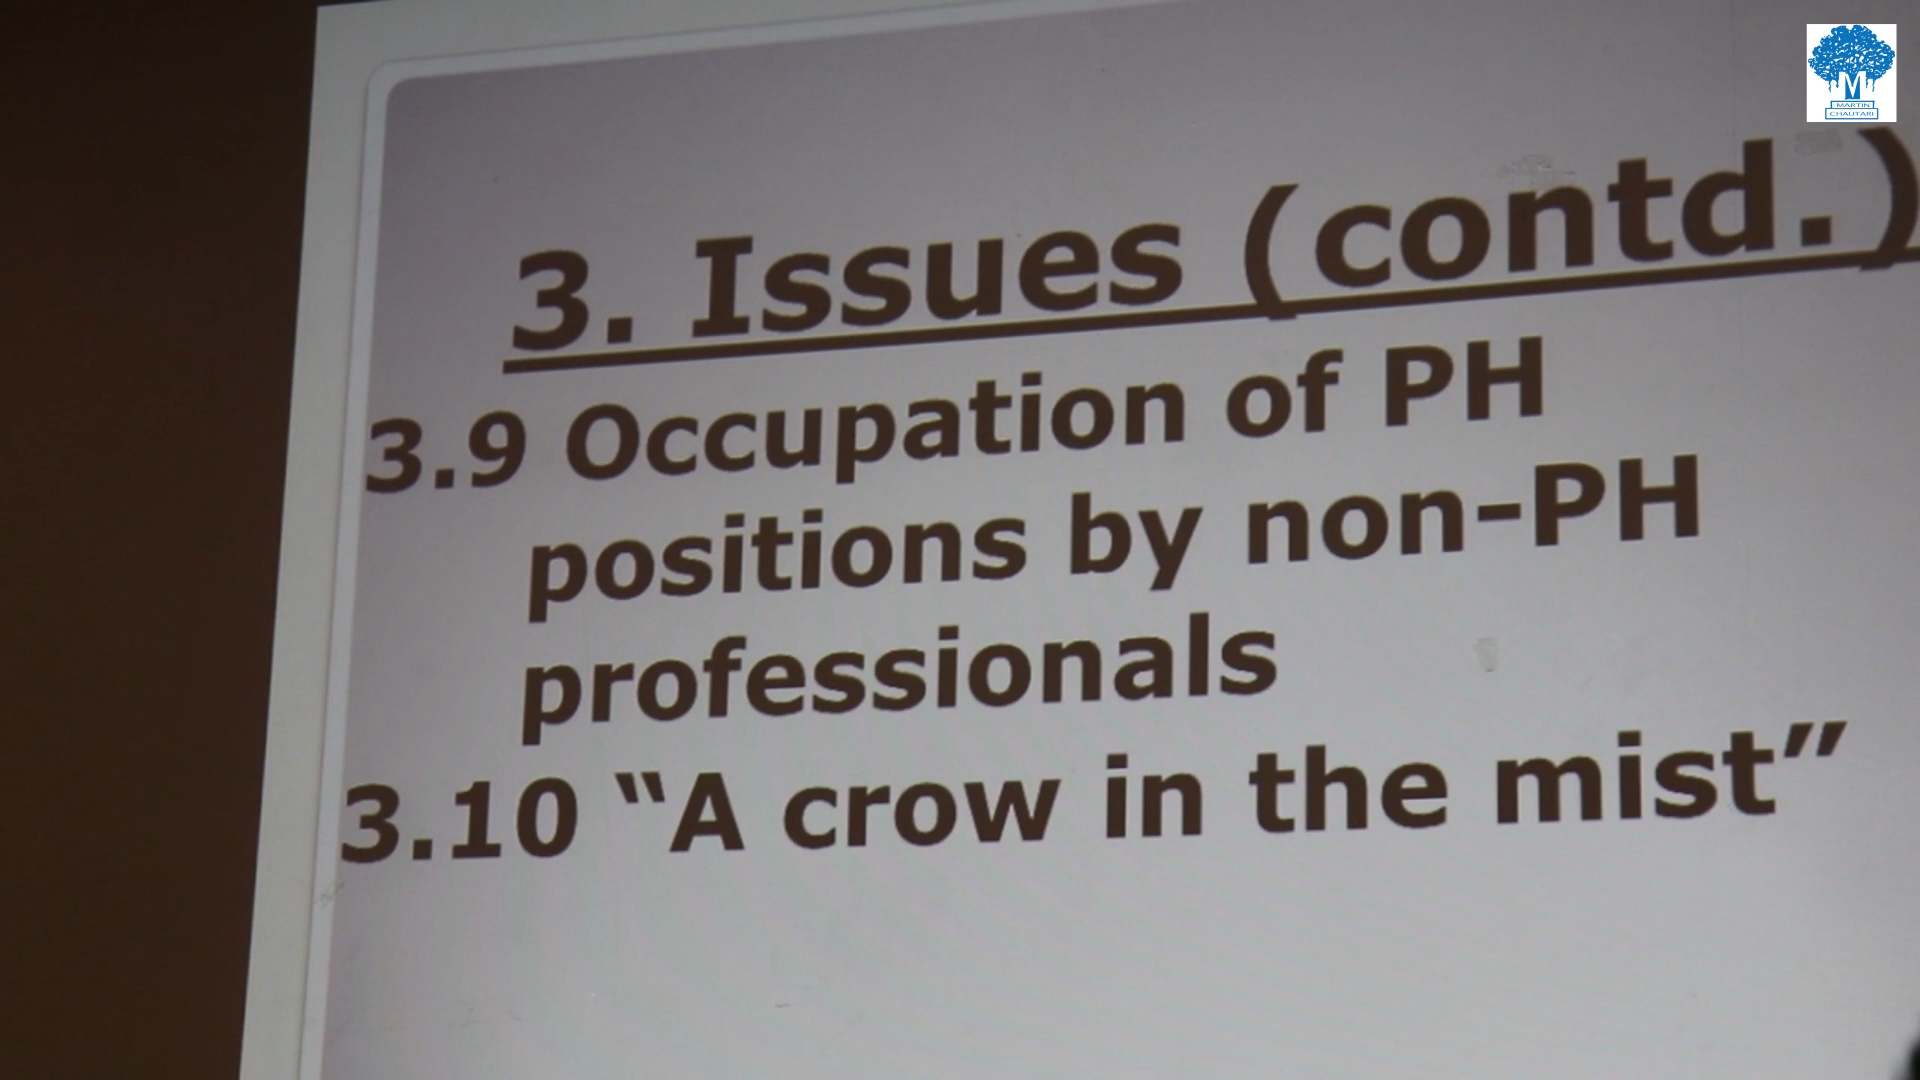 M
MARTIN
CHAUTARI
3. Issues (contd.)
3.9 Occupation of PH
positions by non-PH
professionals
3.10 “A crow in the mist”